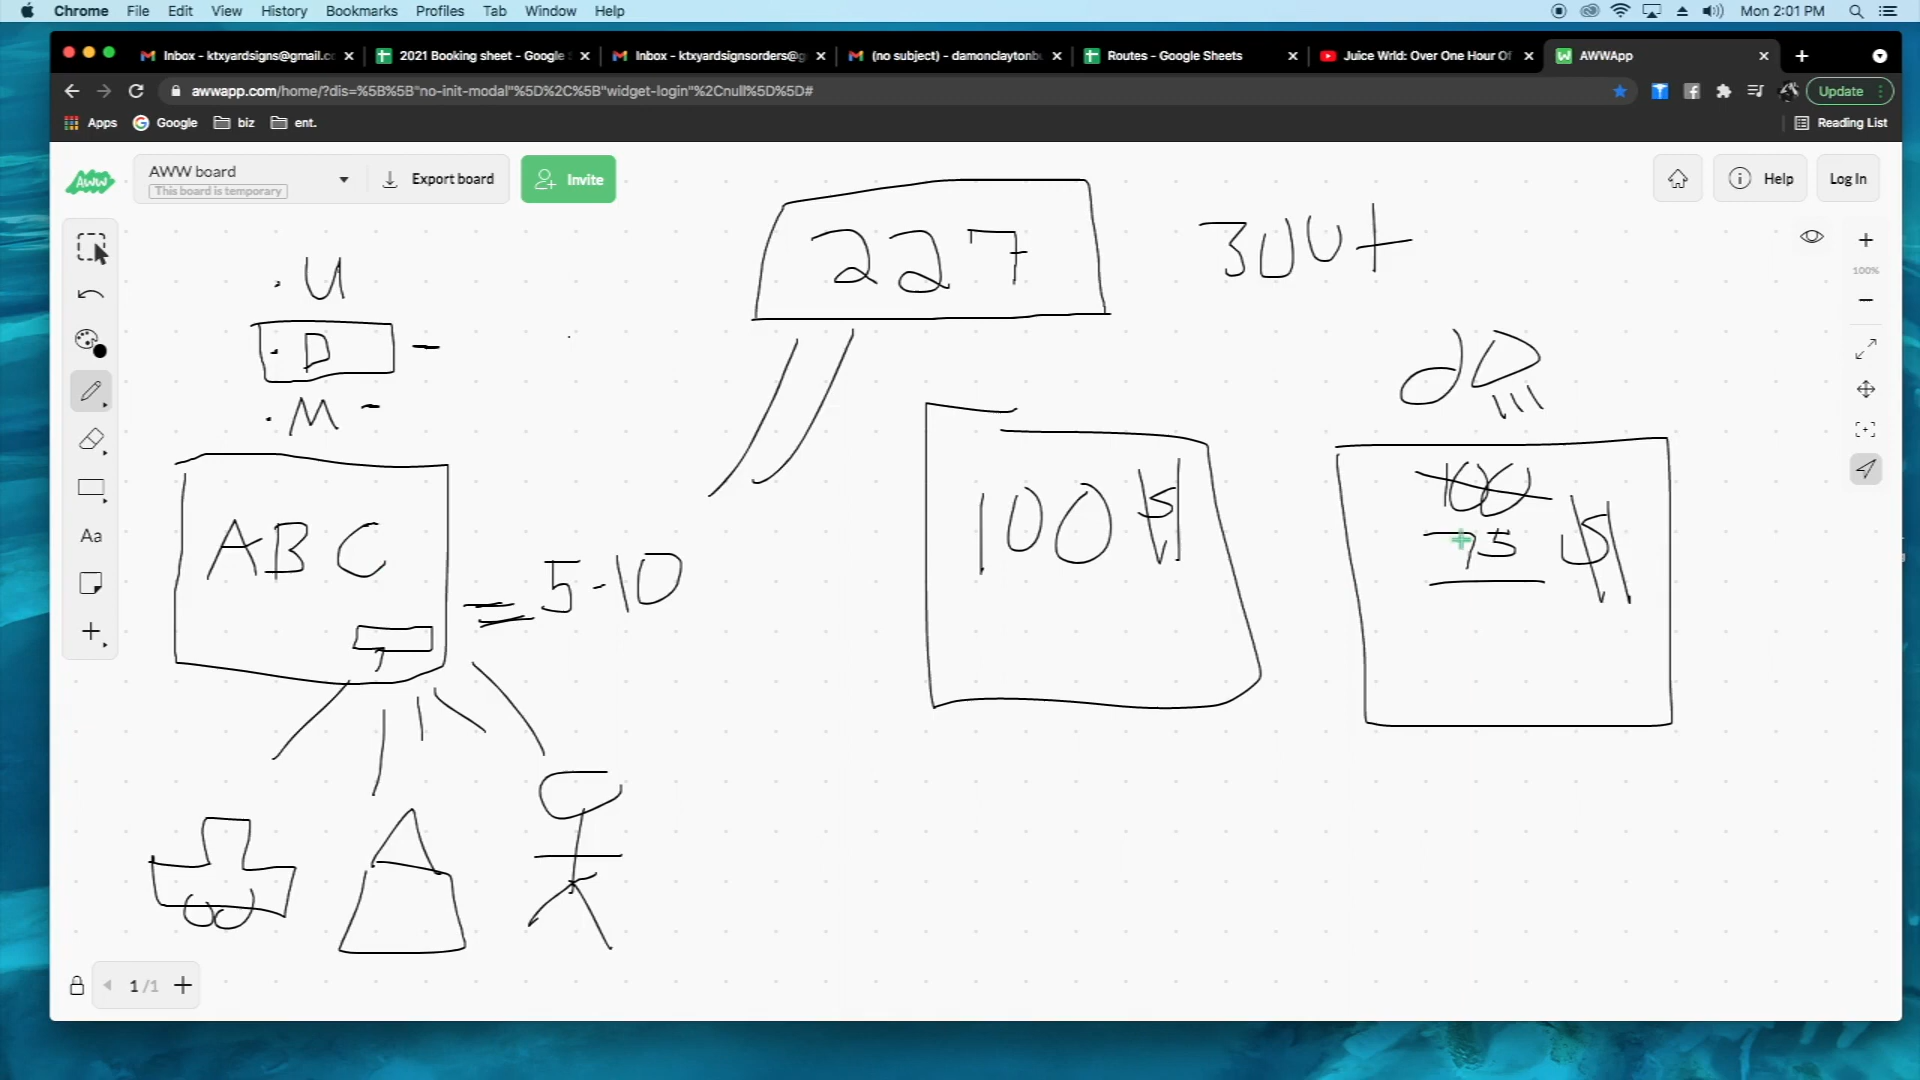 Chrome File Edit View History Bookmarks Profiles Tab Window Help Mon 2:01 PM
Inbox - ktxyardsigns@gmail.c 2021 Booking sheet - Google Inbox - ktxyardsignsorders@g (no subject) - damonclaytonb Routes - Google Sheets Juice Wrld: Over One Hour Of AWWApp
awwapp.com/home/?dis=%5B%5B"no-init-modal"%5D%2C%5B"widget-login"%2Cnull%5D%5D# Update
Apps Google biz ent. Reading List
AWW
AWW board
This board is temporary
Export board
Invite
Help
Log In
100%
Aa
227
300+
U
D
M
ABC
= 5-10
100 $
100
75 $
1/1